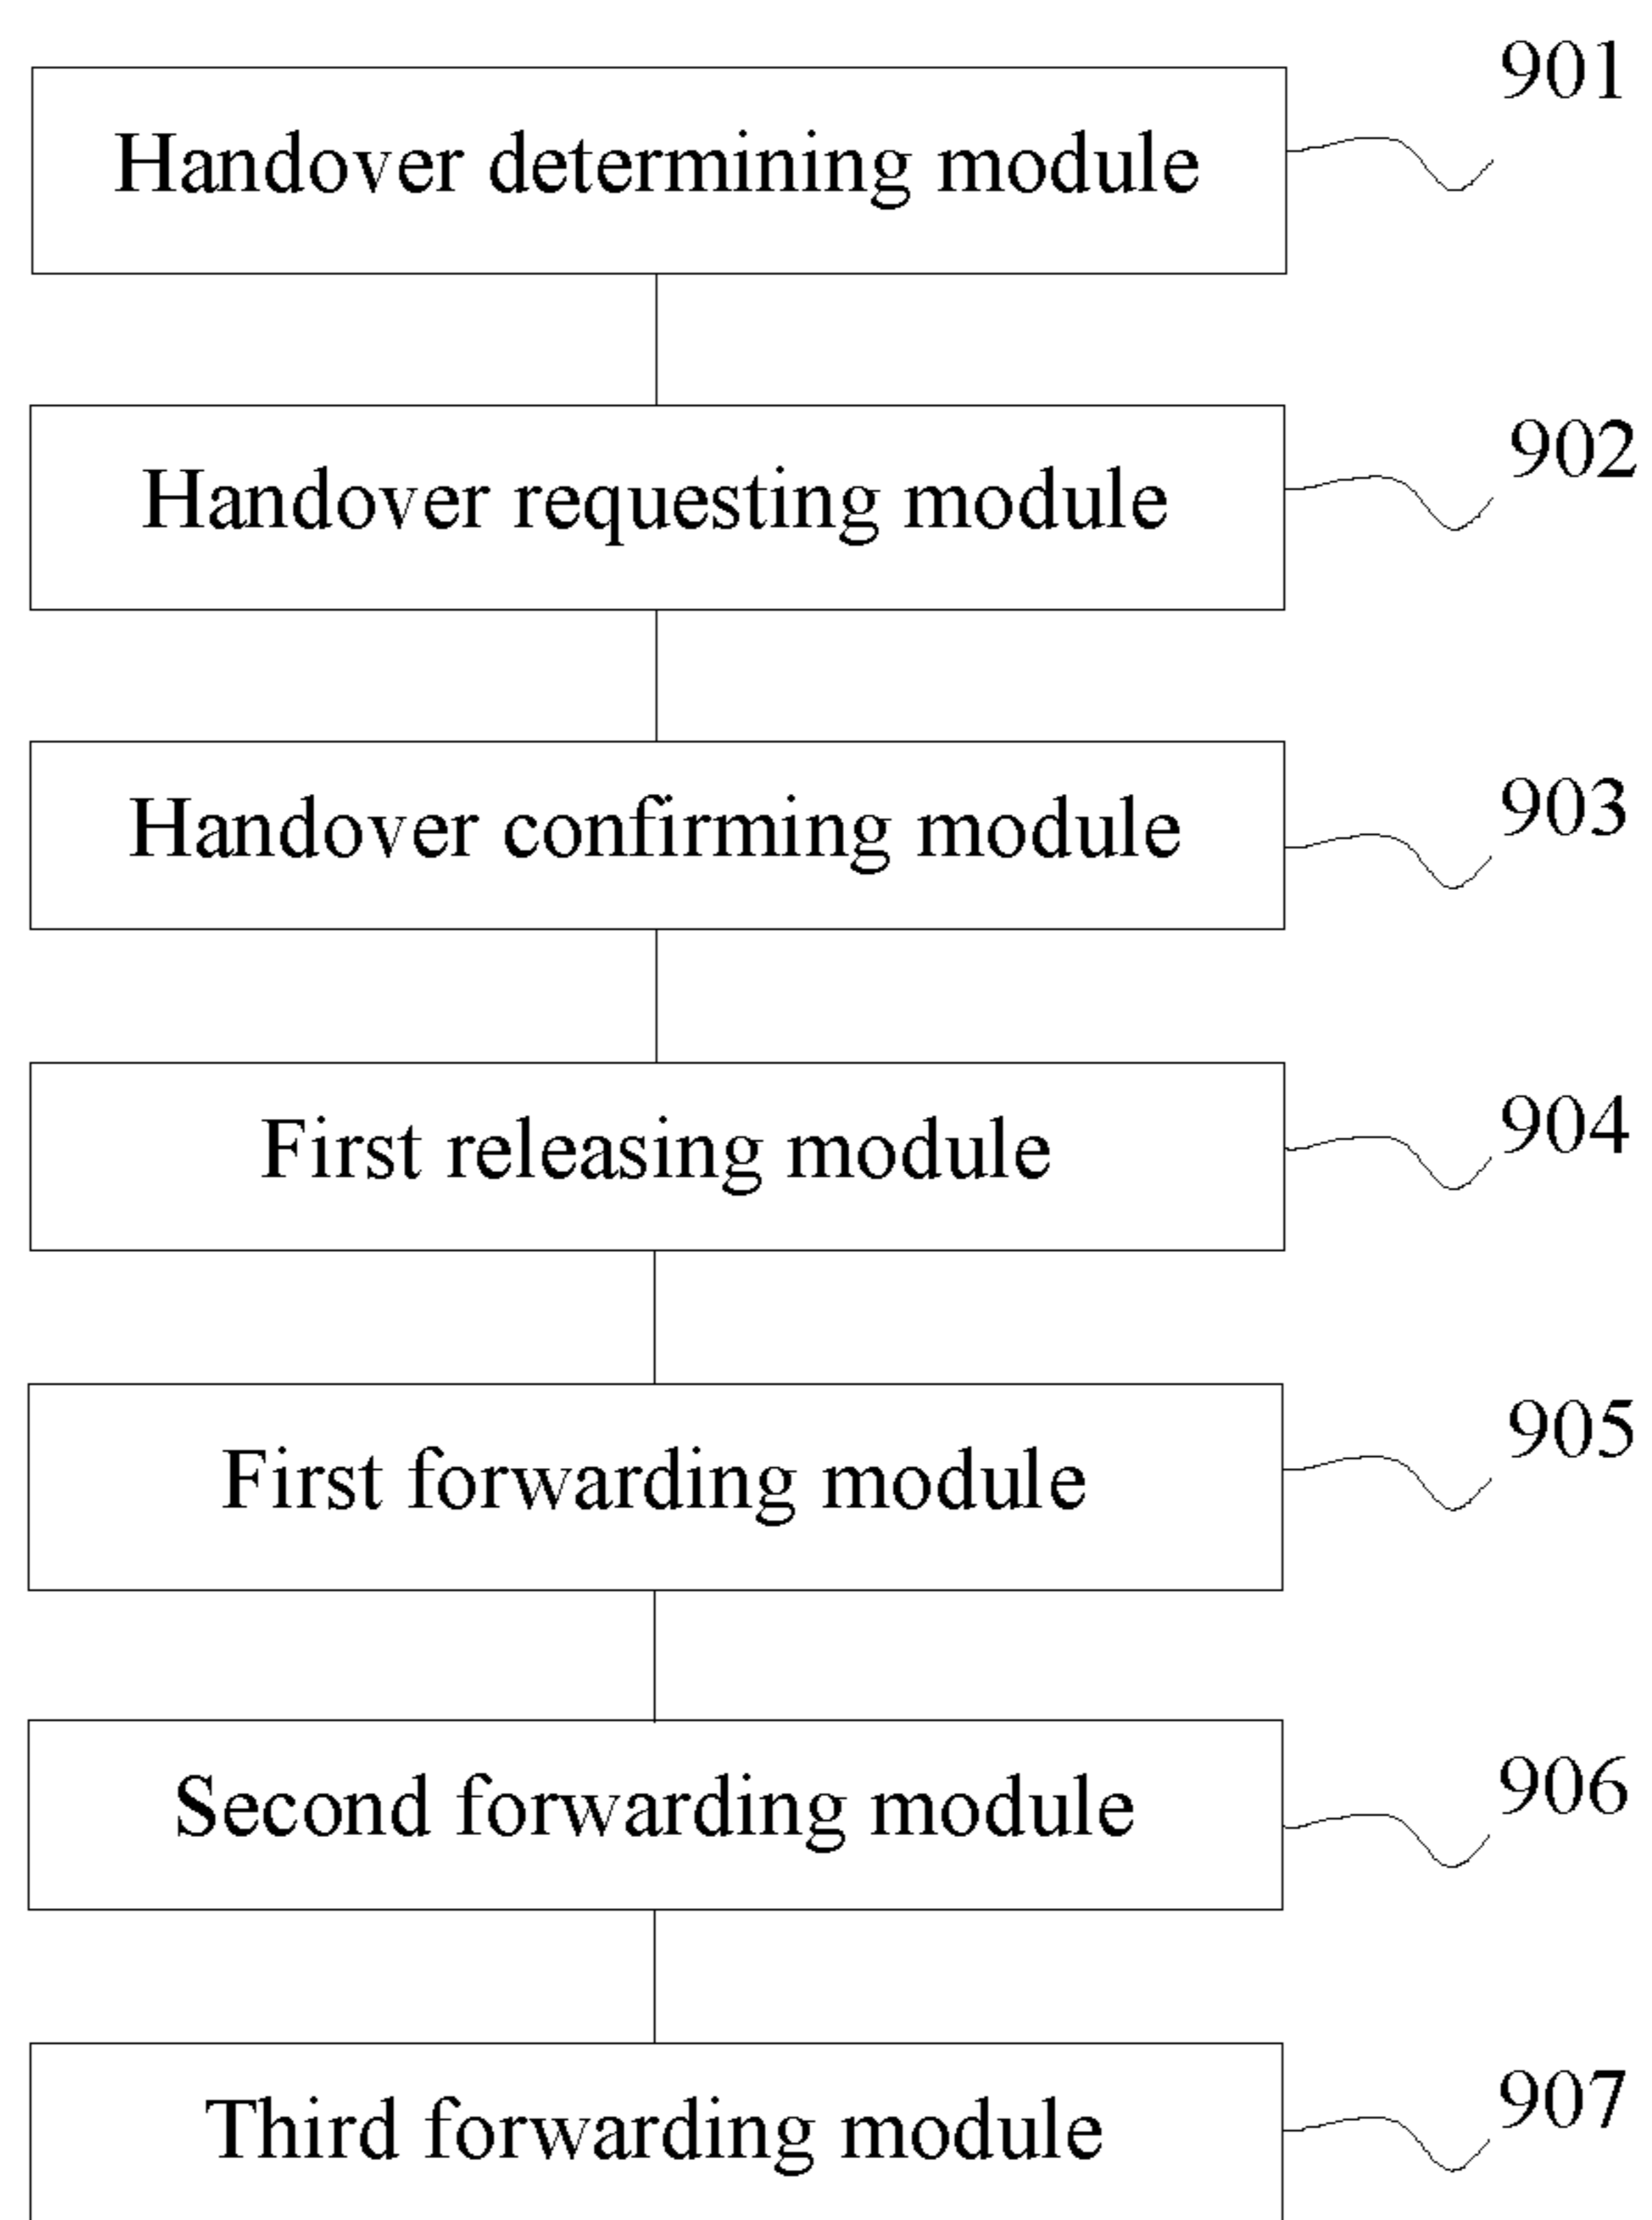 901
Handover determining module
902
Handover requesting module
903
Handover confirming module
904
First releasing module
905
First forwarding module
906
Second forwarding module
907
Third forwarding module